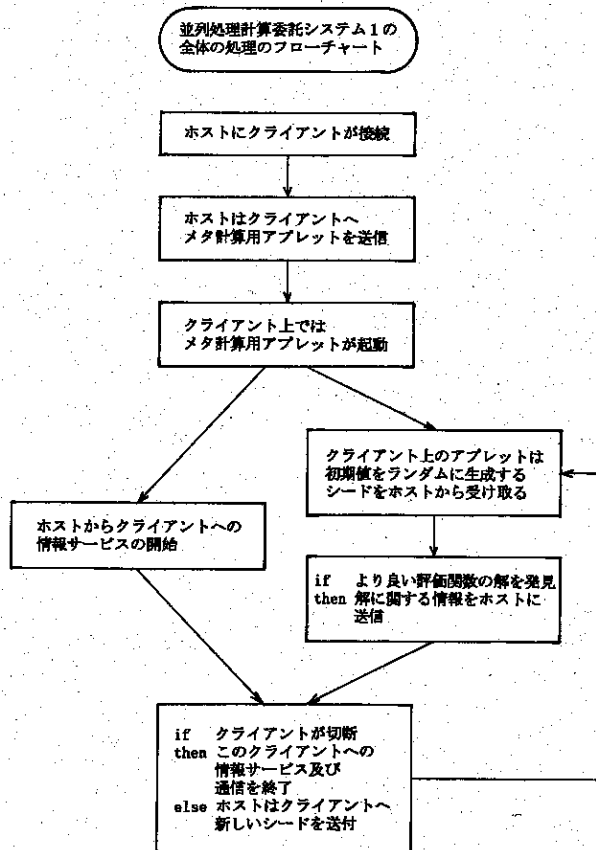 並列処理計算委託システム1の
全体の処理のフローチャート
ホストにクライアントが接続
ホストはクライアントへ
メタ計算用アプレットを送信
クライアント上では
メタ計算用アプレットが起動
クライアント上のアプレットは
初期値をランダムに生成する
シードをホストから受け取る
ホストからクライアントへの
情報サービスの開始
if より良い評価関数の解を発見
then 解に関する情報をホストに
送信
if クライアントが切断
then このクライアントへの
情報サービス及び
通信を終了
else ホストはクライアントへ
新しいシードを送付